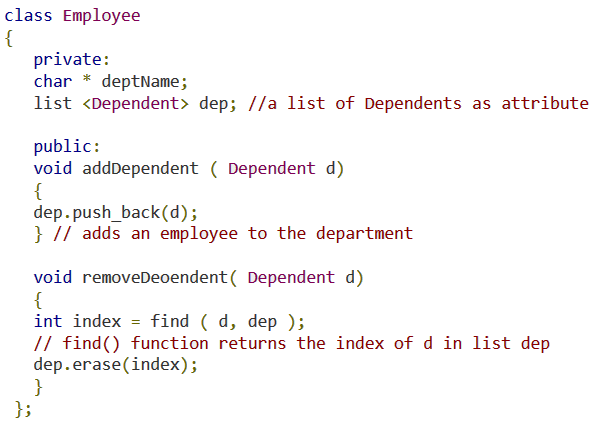 class Employee
{
private:
char * deptName;
list <Dependent> dep; //a list of Dependents as attribute
public:
void addDependent ( Dependent d)
{
dep.push_back(d);
} // adds an employee to the department
void removeDeoendent( Dependent d)
{
int index = find ( d, dep );
// find() function returns the index of d in list dep
dep.erase(index);
}
};